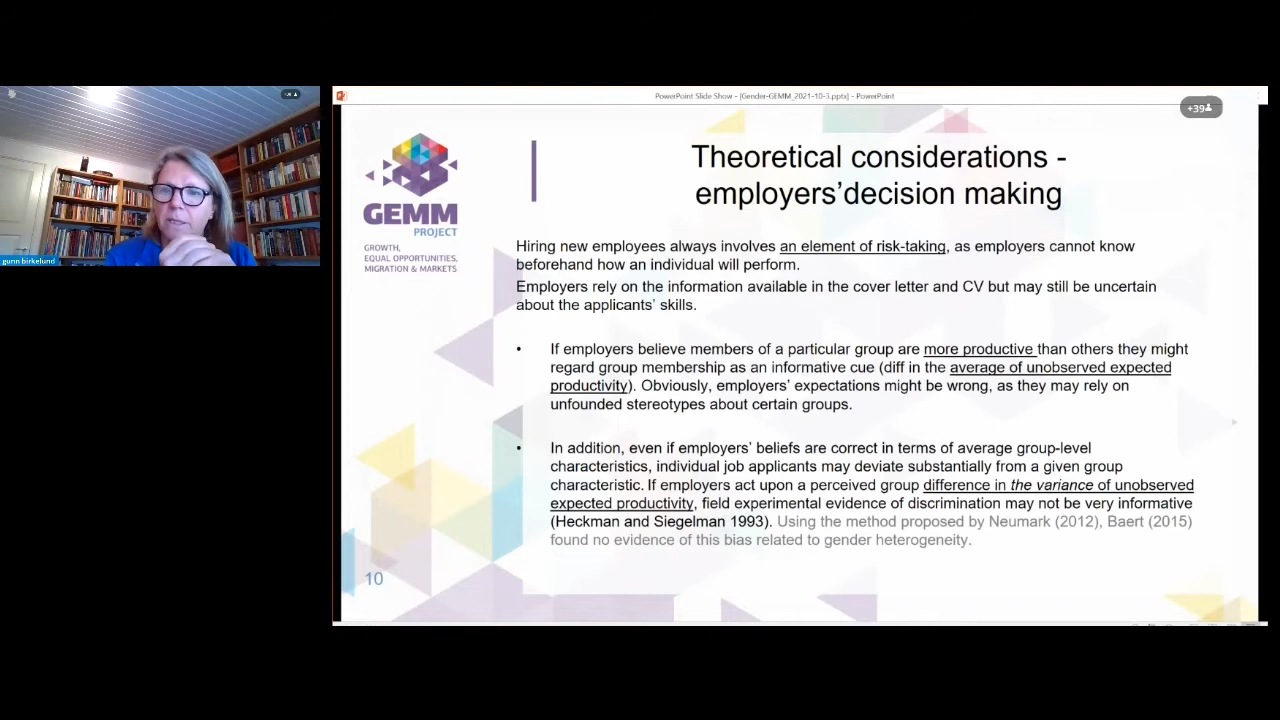 PowerPoint Slide Show - [Gender-GEMM_2021-10-3.pptx] - PowerPoint
+39
gunn birkelund
GEMM
PROJECT
GROWTH,
EQUAL OPPORTUNITIES,
MIGRATION & MARKETS
Theoretical considerations -
employers'decision making
Hiring new employees always involves an element of risk-taking, as employers cannot know
beforehand how an individual will perform.
Employers rely on the information available in the cover letter and CV but may still be uncertain
about the applicants' skills.
• If employers believe members of a particular group are more productive than others they might
regard group membership as an informative cue (diff in the average of unobserved expected
productivity). Obviously, employers' expectations might be wrong, as they may rely on
unfounded stereotypes about certain groups.
• In addition, even if employers' beliefs are correct in terms of average group-level
characteristics, individual job applicants may deviate substantially from a given group
characteristic. If employers act upon a perceived group difference in the variance of unobserved
expected productivity, field experimental evidence of discrimination may not be very informative
(Heckman and Siegelman 1993). Using the method proposed by Neumark (2012), Baert (2015)
found no evidence of this bias related to gender heterogeneity.
10